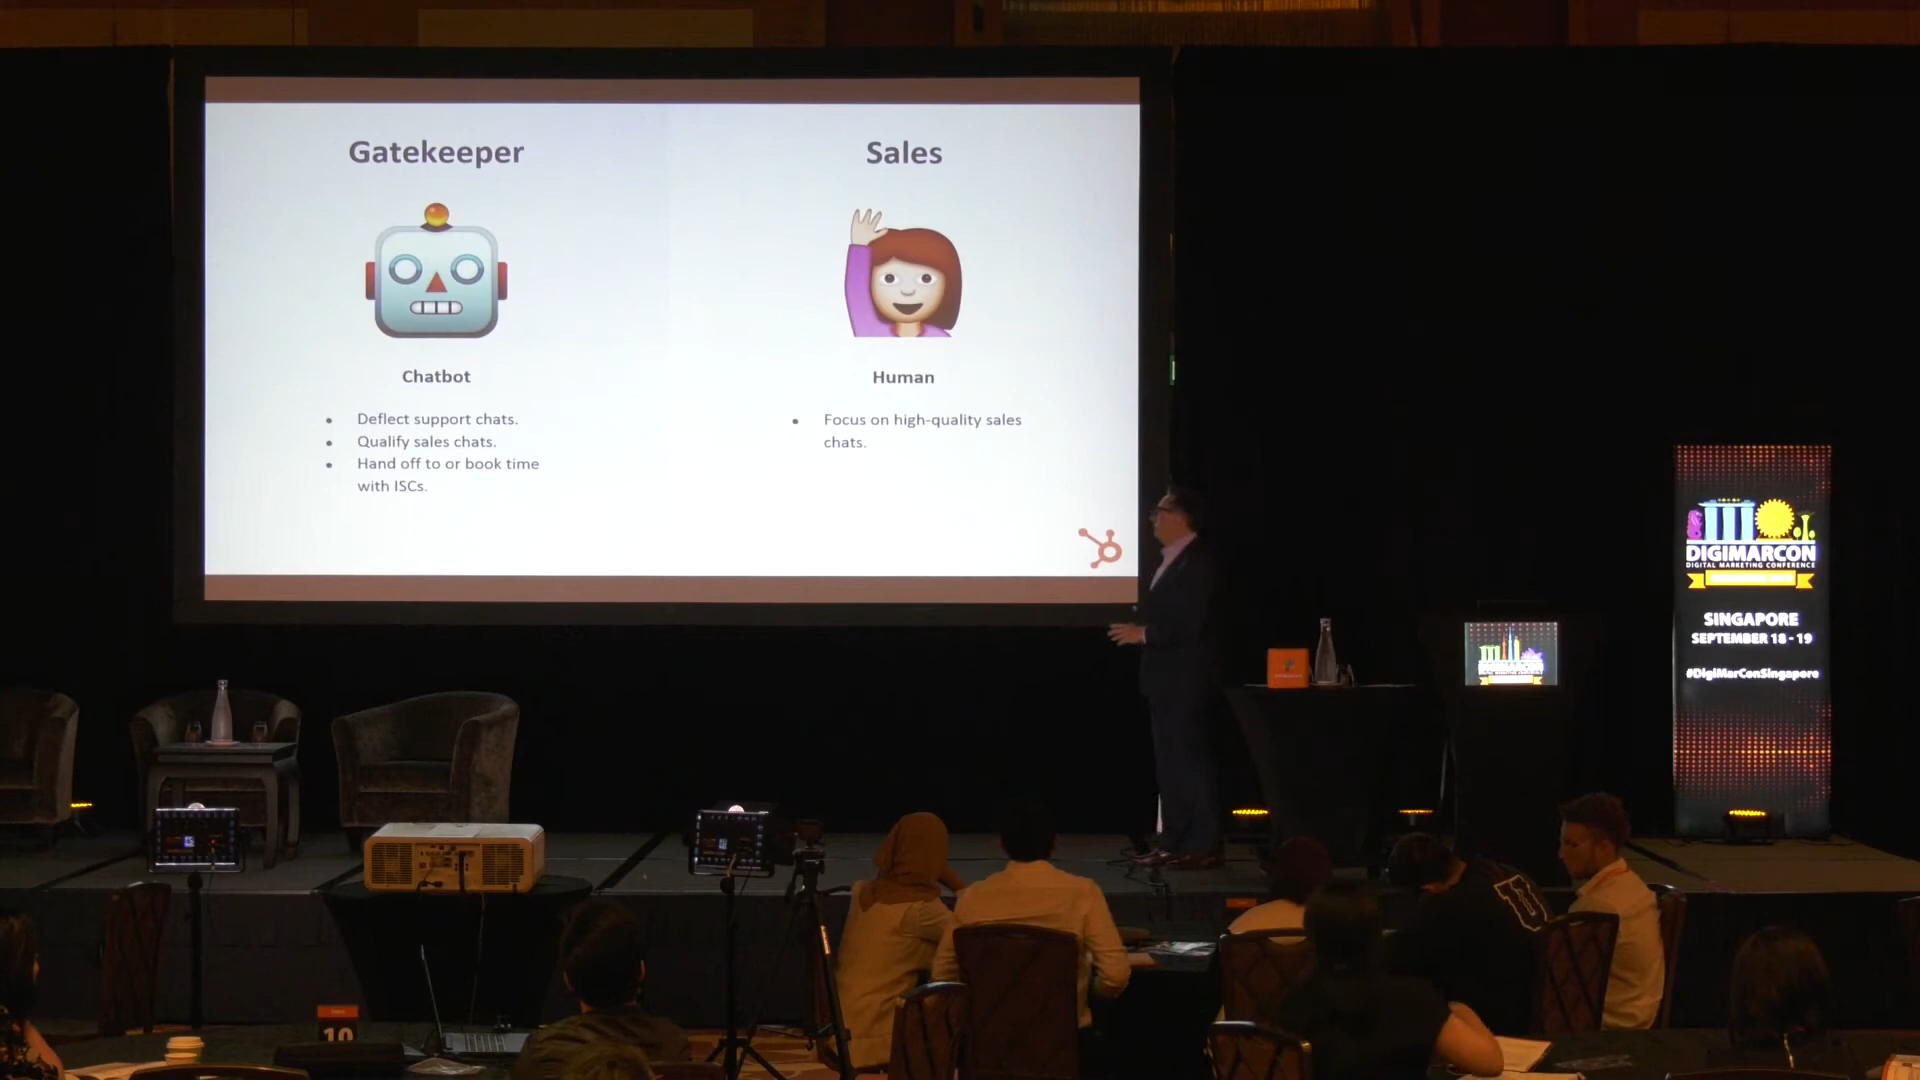 Gatekeeper
Chatbot
Deflect support chats.
Qualify sales chats.
Hand off to or book time
with ISCs.
Sales
Human
Focus on high-quality sales
chats.
DIGIMARCON
DIGITAL MARKETING CONFERENCE
SINGAPORE
SEPTEMBER 18 - 19
#DigiMarConSingapore
10